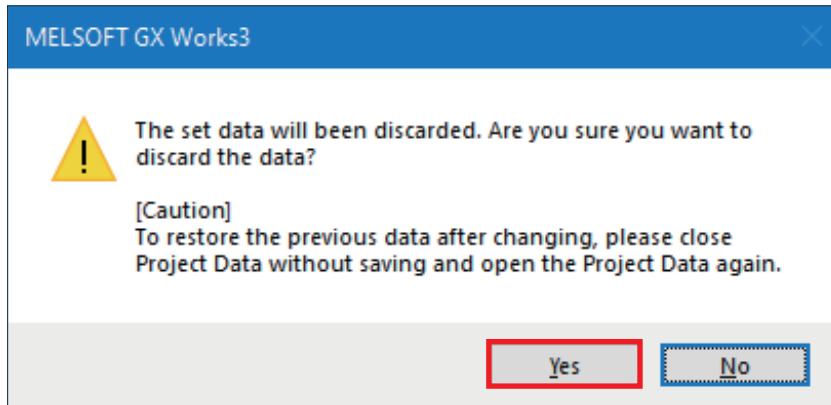 MELSOFT GX Works3
The set data will been discarded. Are you sure you want to
discard the data?
[Caution]
To restore the previous data after changing, please close
Project Data without saving and open the Project Data again.
Yes
No